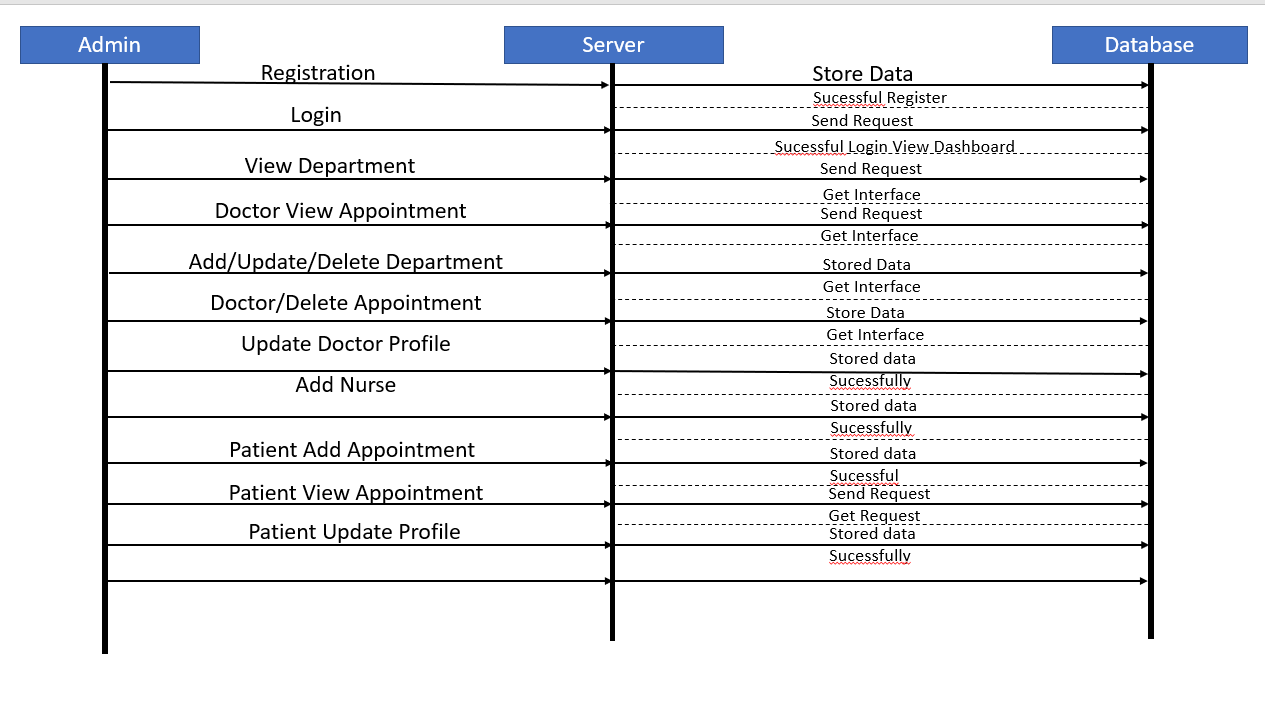 Admin
Server
Database
Registration
Store Data
Sucessful Register
Login
Send Request
Sucessful Login View Dashboard
View Department
Send Request
Get Interface
Doctor View Appointment
Send Request
Get Interface
Add/Update/Delete Department
Stored Data
Get Interface
Doctor/Delete Appointment
Store Data
Get Interface
Update Doctor Profile
Stored data
Sucessfully
Add Nurse
Stored data
Sucessfully
Patient Add Appointment
Stored data
Sucessful
Patient View Appointment
Send Request
Get Request
Patient Update Profile
Stored data
Sucessfully